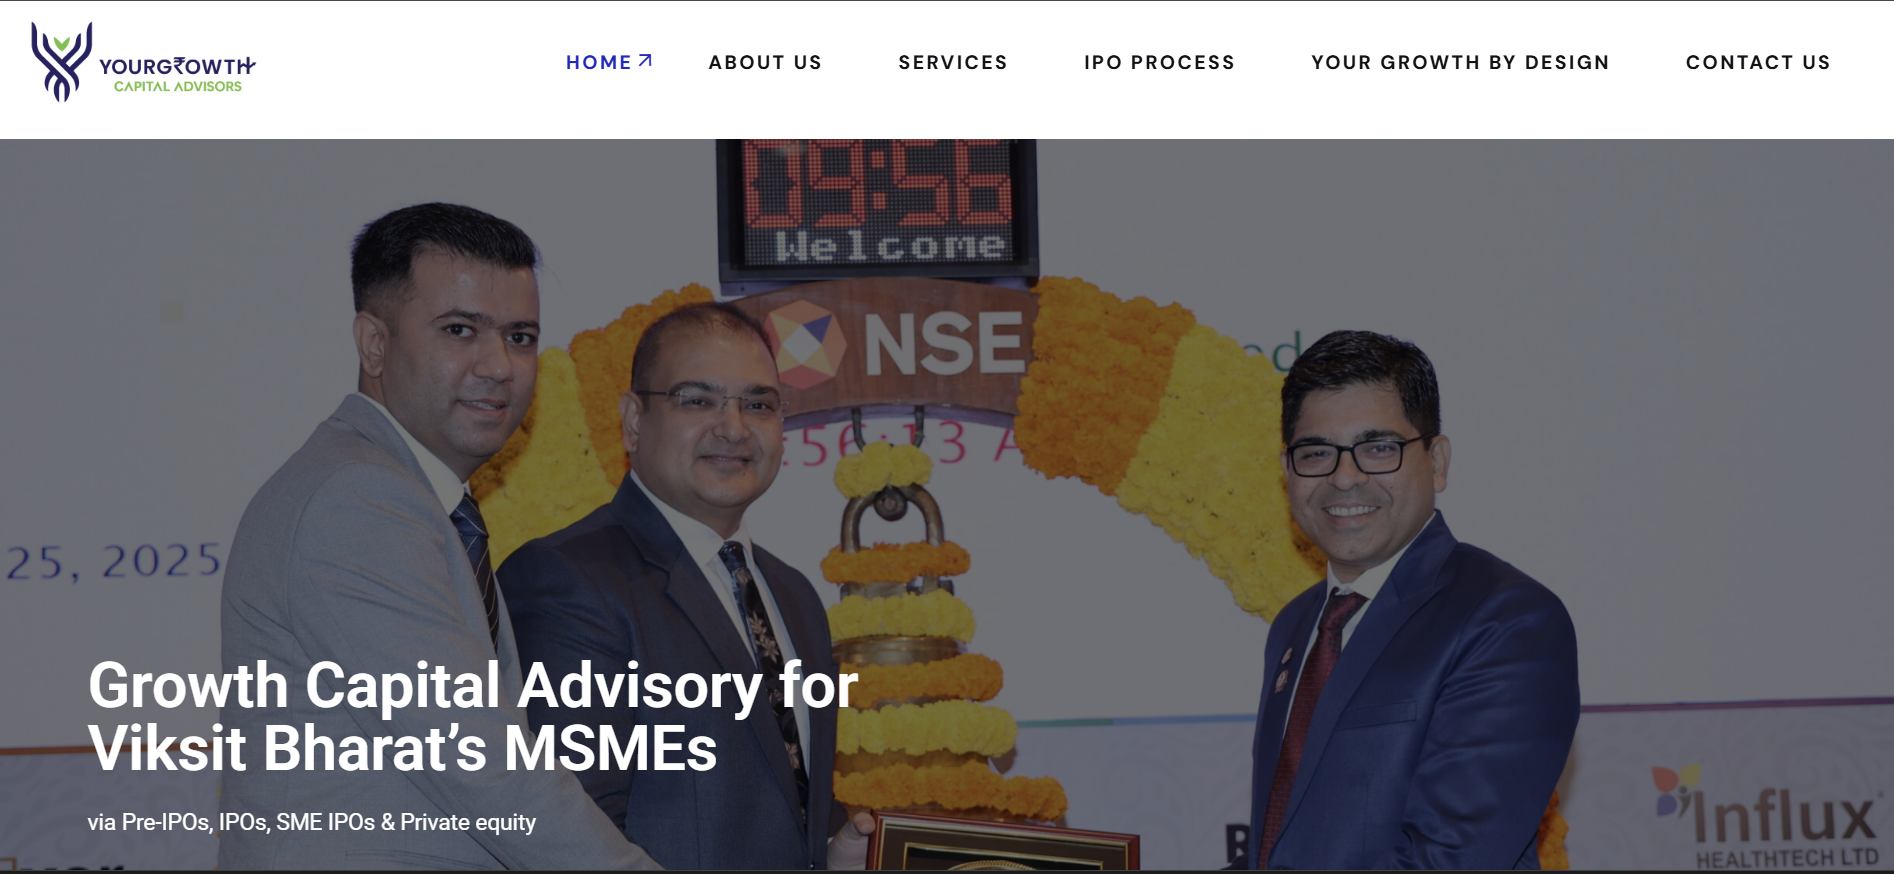 YOURG₹OWTH
CAPITAL ADVISORS
HOME
ABOUT US
SERVICES
IPO PROCESS
YOUR GROWTH BY DESIGN
CONTACT US
09:56
Welcome
NSE
:56:13 A
25, 2025
Growth Capital Advisory for
Viksit Bharat’s MSMEs
via Pre-IPOs, IPOs, SME IPOs & Private equity
Influx
HEALTHTECH LTD